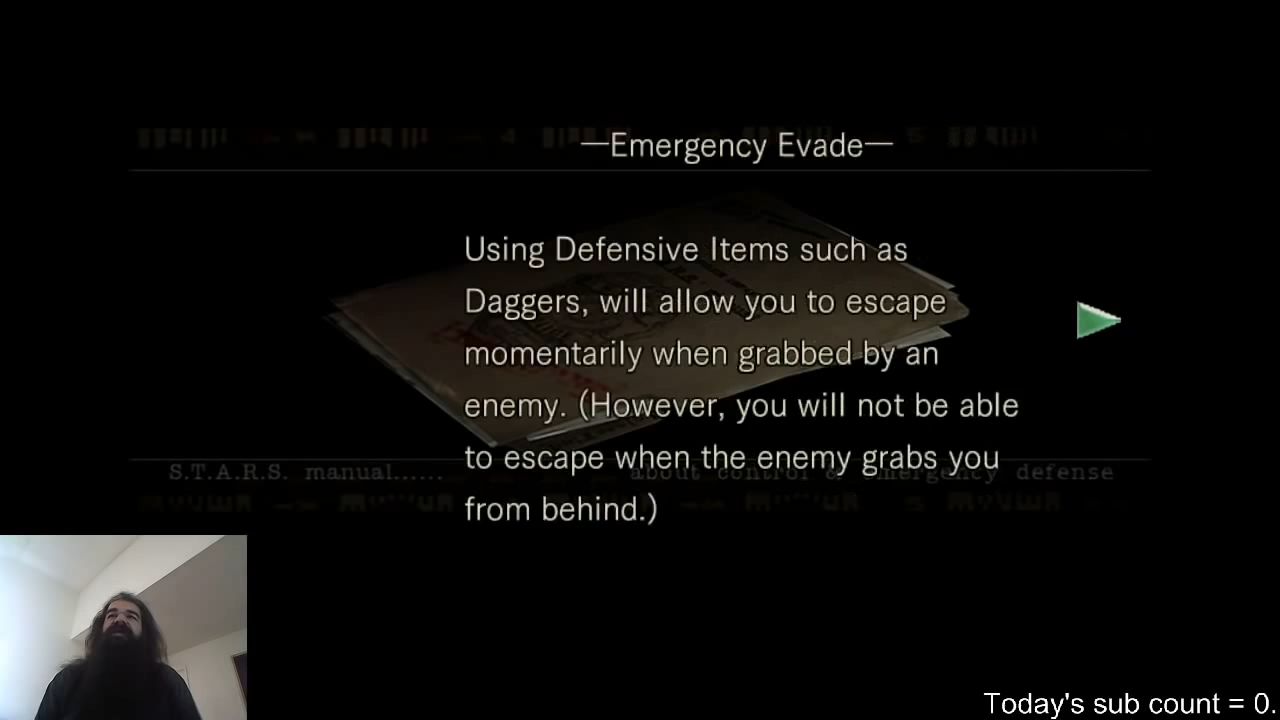 —Emergency Evade—
Using Defensive Items such as
Daggers, will allow you to escape
momentarily when grabbed by an
enemy. (However, you will not be able
to escape when the enemy grabs you
from behind.)
S.T.A.R.S. manual...... about control & emergency defense
Today's sub count = 0.